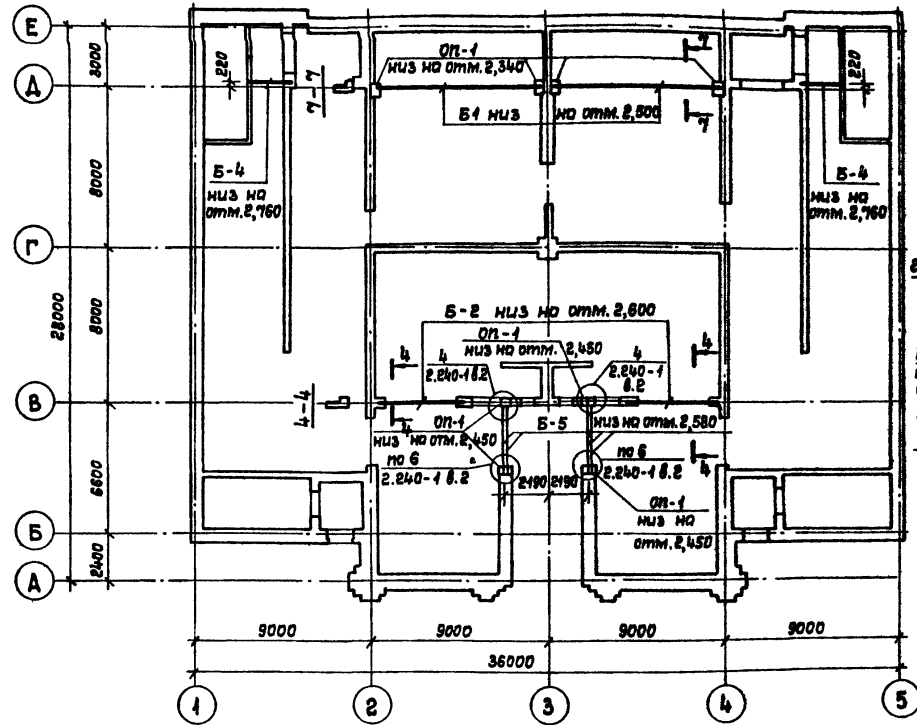 Е
Д
Г
В
Б
А
3000
8000
8000
6600
2400
28000
220
220
7-7
ОП-1
низ на отм. 2,340
7
7
Б1 низ на отм. 2,500
Б-4
низ на
отм. 2,760
Б-4
низ на
отм. 2,760
Б-2 низ на отм. 2,600
ОП-1
низ на отм. 2,450
4
4
4
2.240-1 в.2
4
2.240-1
в.2
4-4
4
4
ОП-1
низ на отм. 2,450
Б-5
низ на отм. 2,580
по 6
2.240-1 в.2
по 6
2.240-1 в.2
2190 2190
ОП-1
низ на
отм. 2,450
9000
9000
9000
9000
36000
1
2
3
4
5